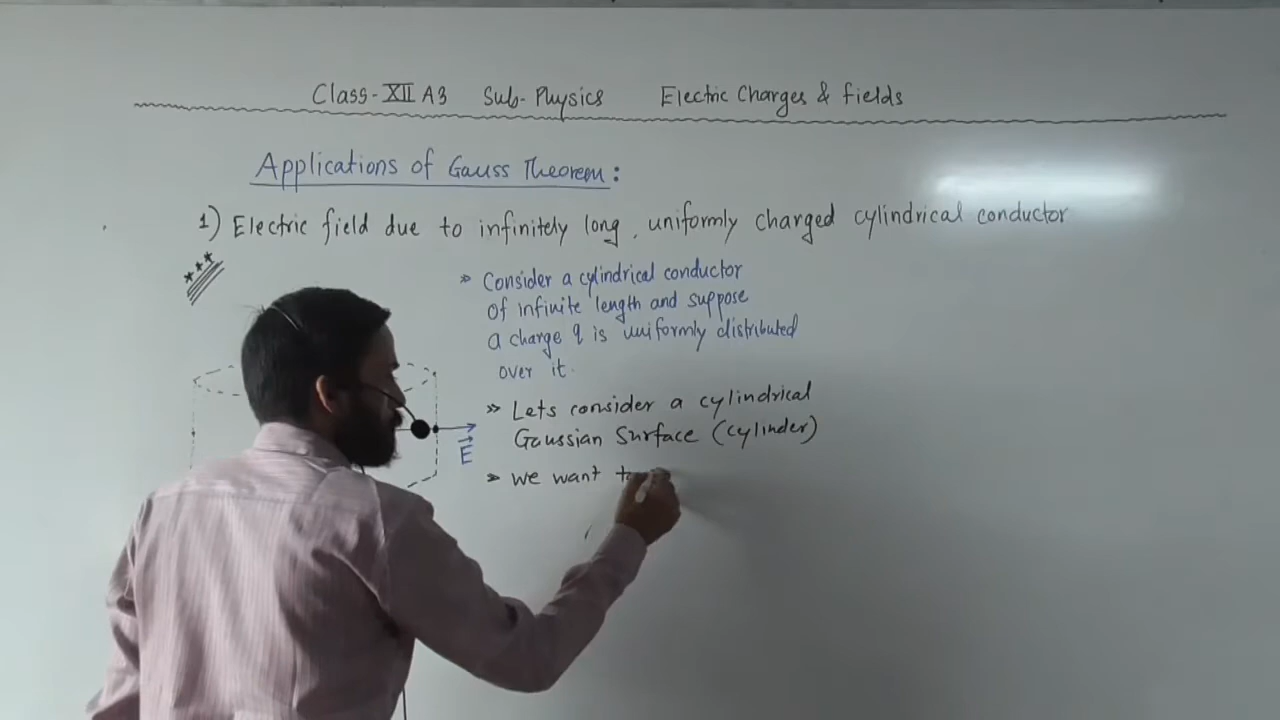 Class-XII A3 Sub-Physics Electric Charges & fields
Applications of Gauss Theorem:
1) Electric field due to infinitely long, uniformly charged cylindrical conductor
» Consider a cylindrical conductor
of infinite length and suppose
a charge q is uniformly distributed
over it.
» Lets consider a cylindrical
Gaussian Surface (cylinder)
E
» we want